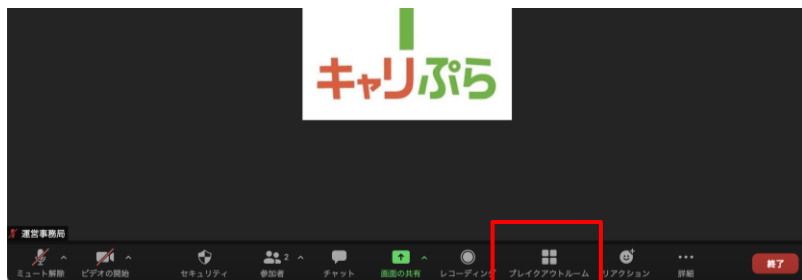 キャリぷら
運営事務局
ミュート解除
ビデオの開始
セキュリティ
2
参加者
チャット
画面の共有
レコーディング
ブレイクアウトルーム
リアクション
詳細
終了